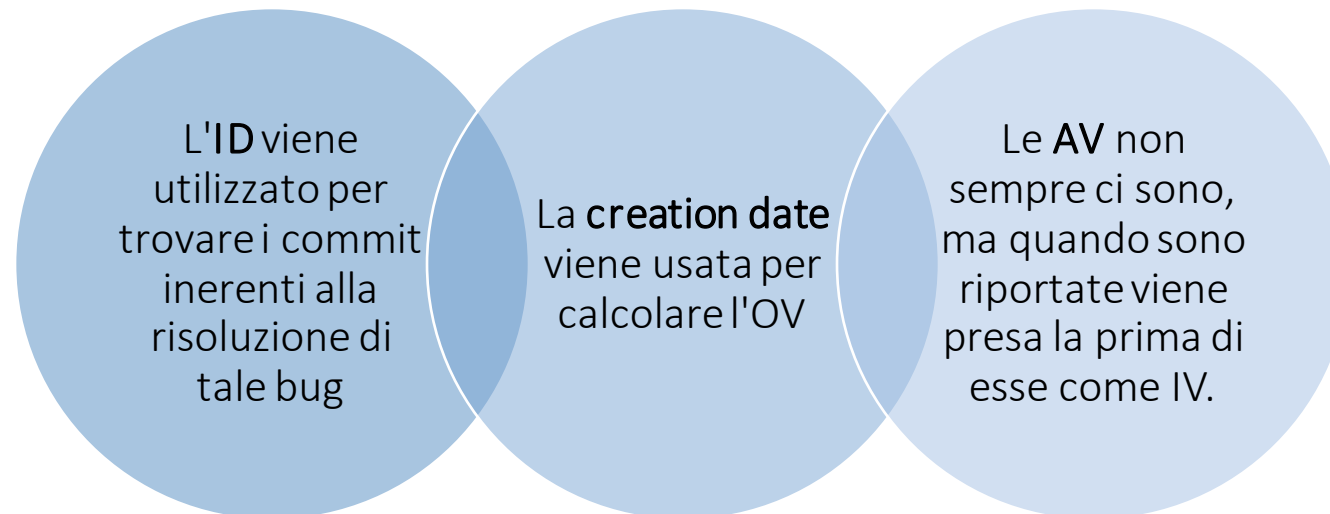 L'ID viene
utilizzato per
trovare i commit
inerenti alla
risoluzione di
tale bug
La creation date
viene usata per
calcolare l'OV
Le AV non
sempre ci sono,
ma quando sono
riportate viene
presa la prima di
esse come IV.